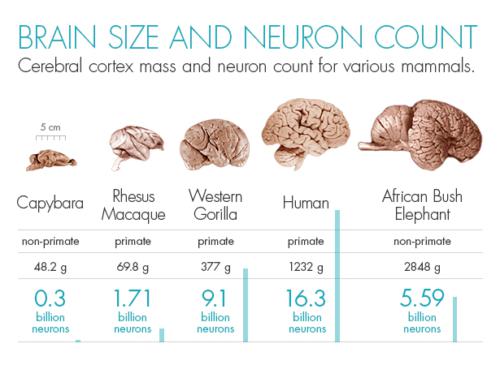 BRAIN SIZE AND NEURON COUNT
Cerebral cortex mass and neuron count for various mammals.
5 cm
Capybara
Rhesus
Macaque
Western
Gorilla
Human
African Bush
Elephant
non-primate
primate
primate
primate
non-primate
48.2 g
69.8 g
377 g
1232 g
2848 g
0.3
billion
neurons
1.71
billion
neurons
9.1
billion
neurons
16.3
billion
neurons
5.59
billion
neurons